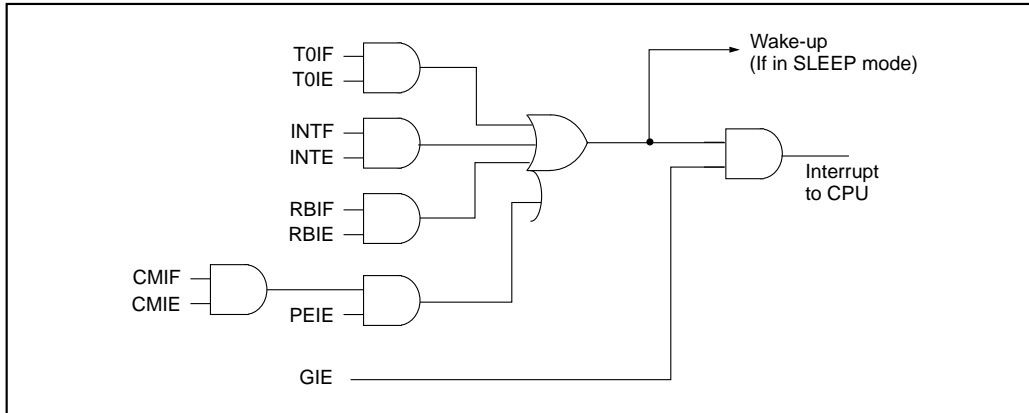 T0IF
T0IE
INTF
INTE
RBIF
RBIE
CMIF
CMIE
PEIE
GIE
Wake-up
(If in SLEEP mode)
Interrupt
to CPU